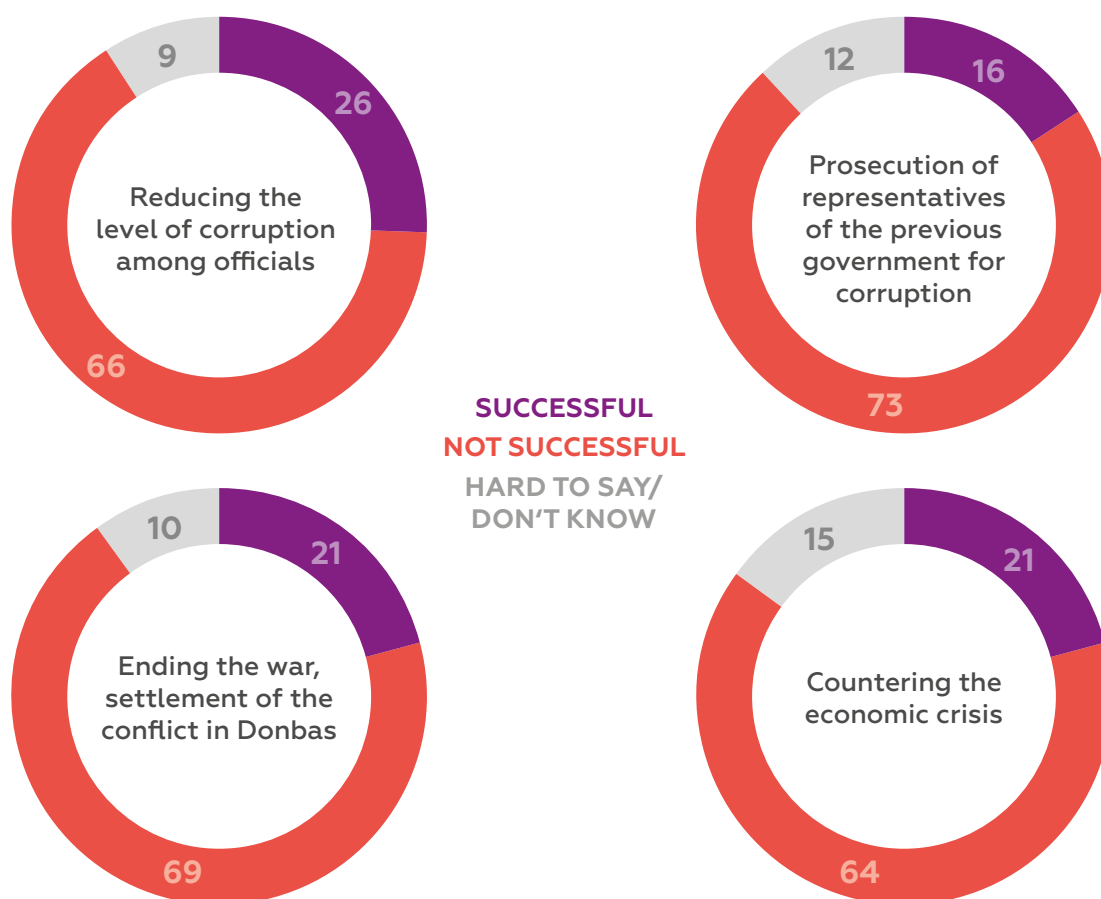 9
26
Reducing the
level of corruption
among officials
66
12
16
Prosecution of
representatives
of the previous
government for
corruption
73
SUCCESSFUL
NOT SUCCESSFUL
HARD TO SAY/
DON'T KNOW
10
21
Ending the war,
settlement of the
conflict in Donbas
69
15
21
Countering the
economic crisis
64